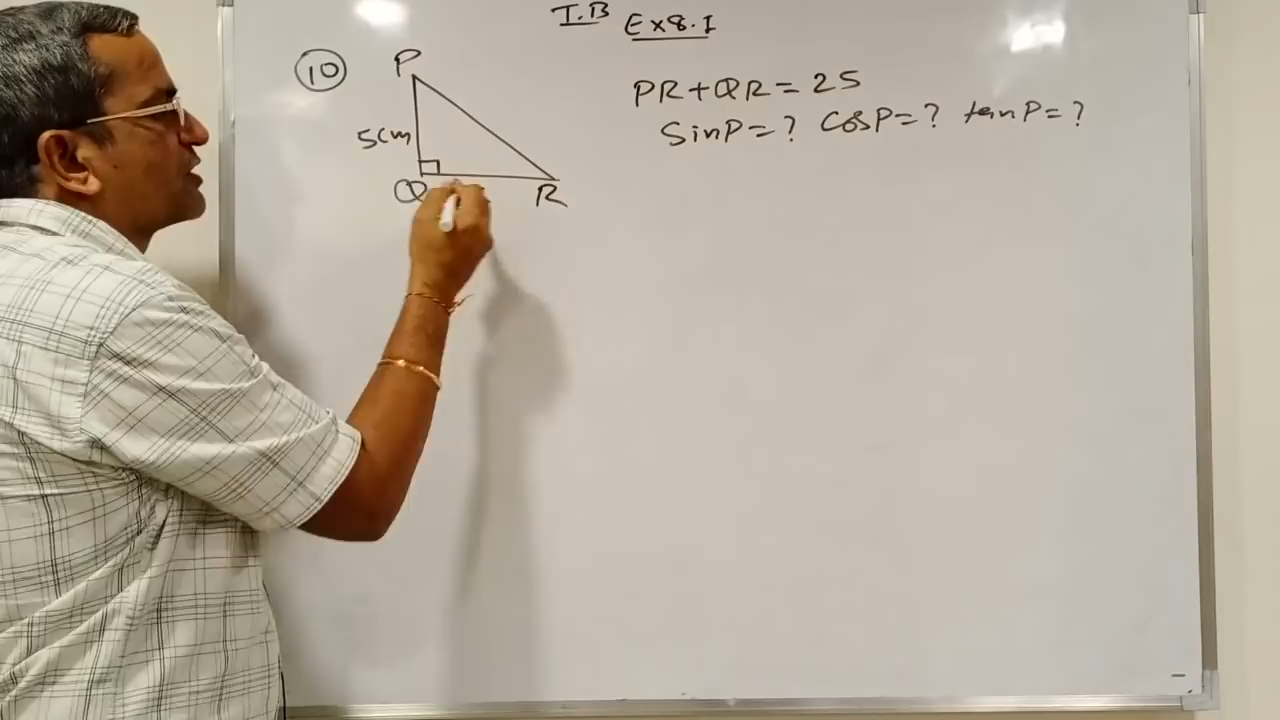 T.B Ex8.1
10
P
PR+QR=25
SinP=? CosP=? tanP=?
5cm
Q R